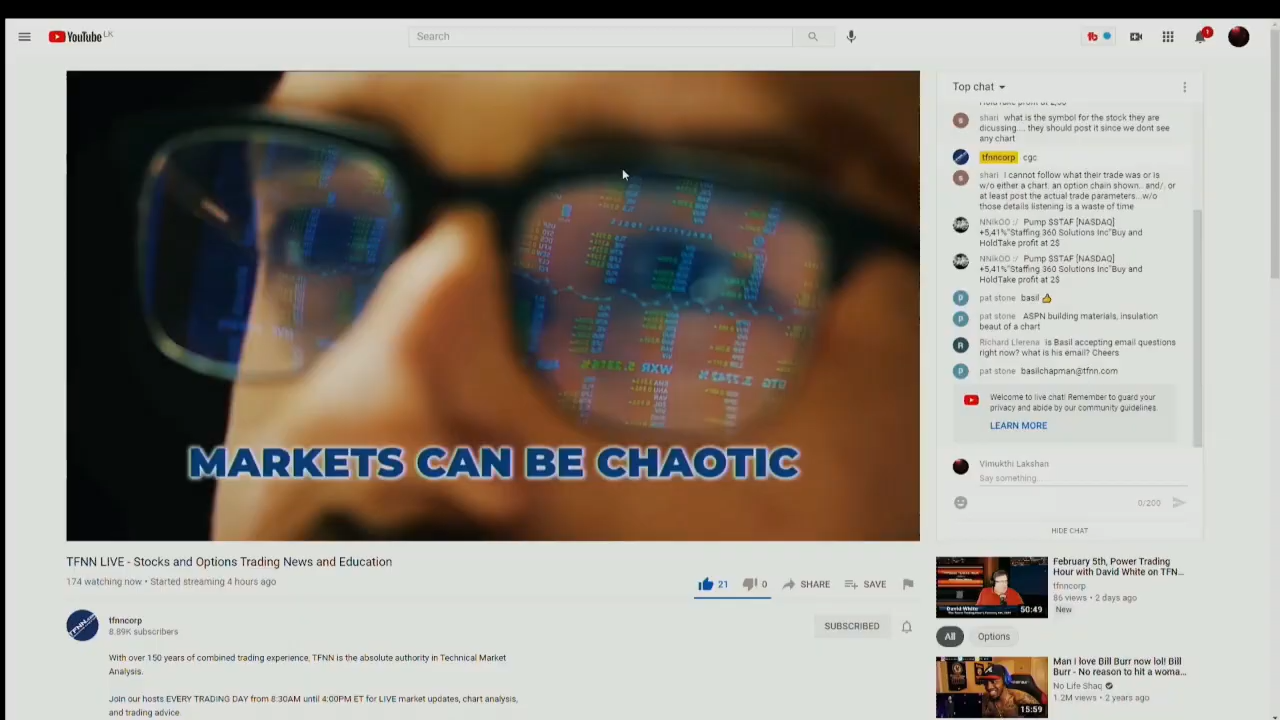 YouTube LK
Search
1
MARKETS CAN BE CHAOTIC
TFNN LIVE - Stocks and Options Trading News and Education
174 watching now • Started streaming 4 hours ago
21
0
SHARE
SAVE
tfnncorp
8.89K subscribers
SUBSCRIBED
With over 150 years of combined trading experience, TFNN is the absolute authority in Technical Market
Analysis.
Join our hosts EVERY TRADING DAY from 8:30AM until 4:00PM ET for LIVE market updates, chart analysis,
and trading advice.
Top chat
shari what is the symbol for the stock they are
dicussing.... they should post it since we dont see
any chart
tfnncorp cgc
shari I cannot follow what their trade was or is
w/o either a chart. an option chain shown.. and/. or
at least post the actual trade parameters...w/o
those details listening is a waste of time
NNikOO :/ Pump $STAF [NASDAQ]
+5,41%"Staffing 360 Solutions Inc"Buy and
HoldTake profit at 2$
NNikOO :/ Pump $STAF [NASDAQ]
+5,41%"Staffing 360 Solutions Inc"Buy and
HoldTake profit at 2$
pat stone basil 👍
pat stone ASPN building materials, insulation
beaut of a chart
Richard Llerena is Basil accepting email questions
right now? what is his email? Cheers
pat stone basilchapman@tfnn.com
Welcome to live chat! Remember to guard your
privacy and abide by our community guidelines.
LEARN MORE
Vimukthi Lakshan
Say something...
0/200
HIDE CHAT
David White
50:49
February 5th, Power Trading
Hour with David White on TFN...
tfnncorp
86 views • 2 days ago
New
All
Options
15:59
Man I love Bill Burr now lol! Bill
Burr - No reason to hit a woma...
No Life Shaq
1.2M views • 2 years ago